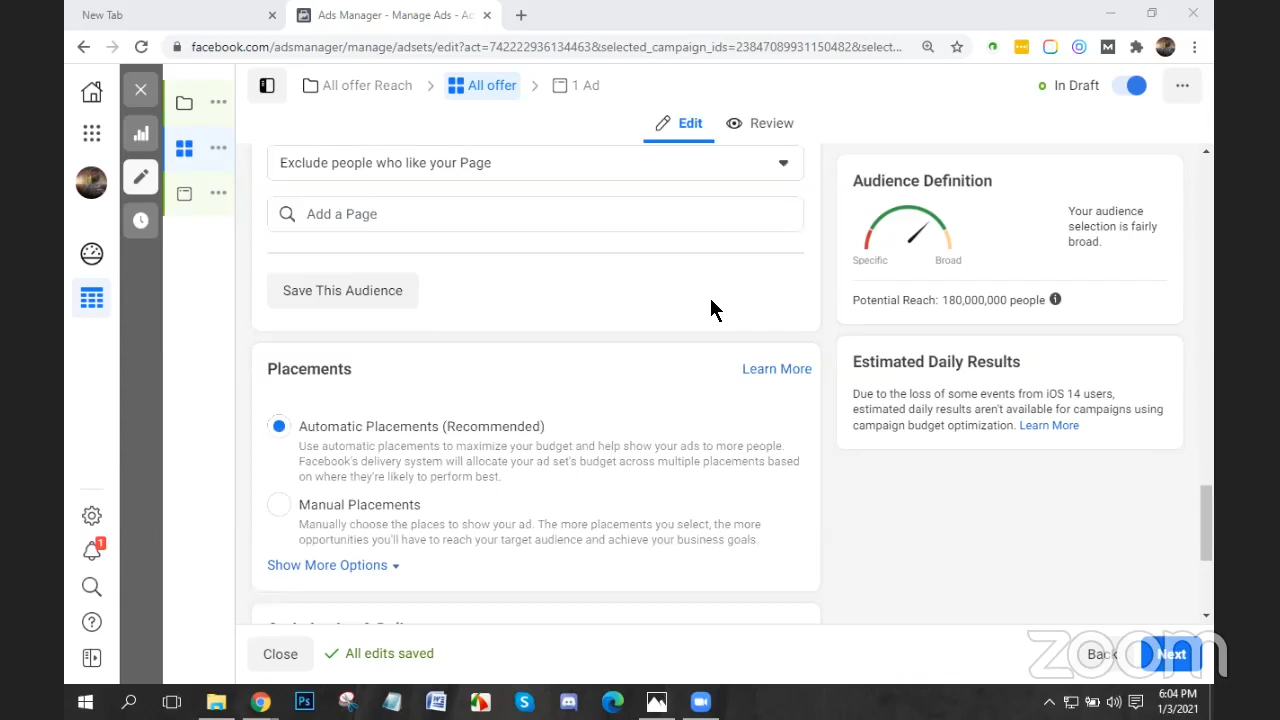 New Tab
Ads Manager - Manage Ads - Ac
facebook.com/adsmanager/manage/adsets/edit?act=742222936134463&selected_campaign_ids=23847089931150482&select...
All offer Reach
All offer
1 Ad
In Draft
Edit
Review
Exclude people who like your Page
Add a Page
Save This Audience
Placements
Learn More
Automatic Placements (Recommended)
Use automatic placements to maximize your budget and help show your ads to more people.
Facebook's delivery system will allocate your ad set's budget across multiple placements based
on where they're likely to perform best.
Manual Placements
Manually choose the places to show your ad. The more placements you select, the more
opportunities you'll have to reach your target audience and achieve your business goals.
Show More Options
Audience Definition
Specific
Broad
Your audience
selection is fairly
broad.
Potential Reach: 180,000,000 people
Estimated Daily Results
Due to the loss of some events from iOS 14 users,
estimated daily results aren't available for campaigns using
campaign budget optimization. Learn More
1
Close
All edits saved
Back
Next
zoom
Ps
6:04 PM
1/3/2021